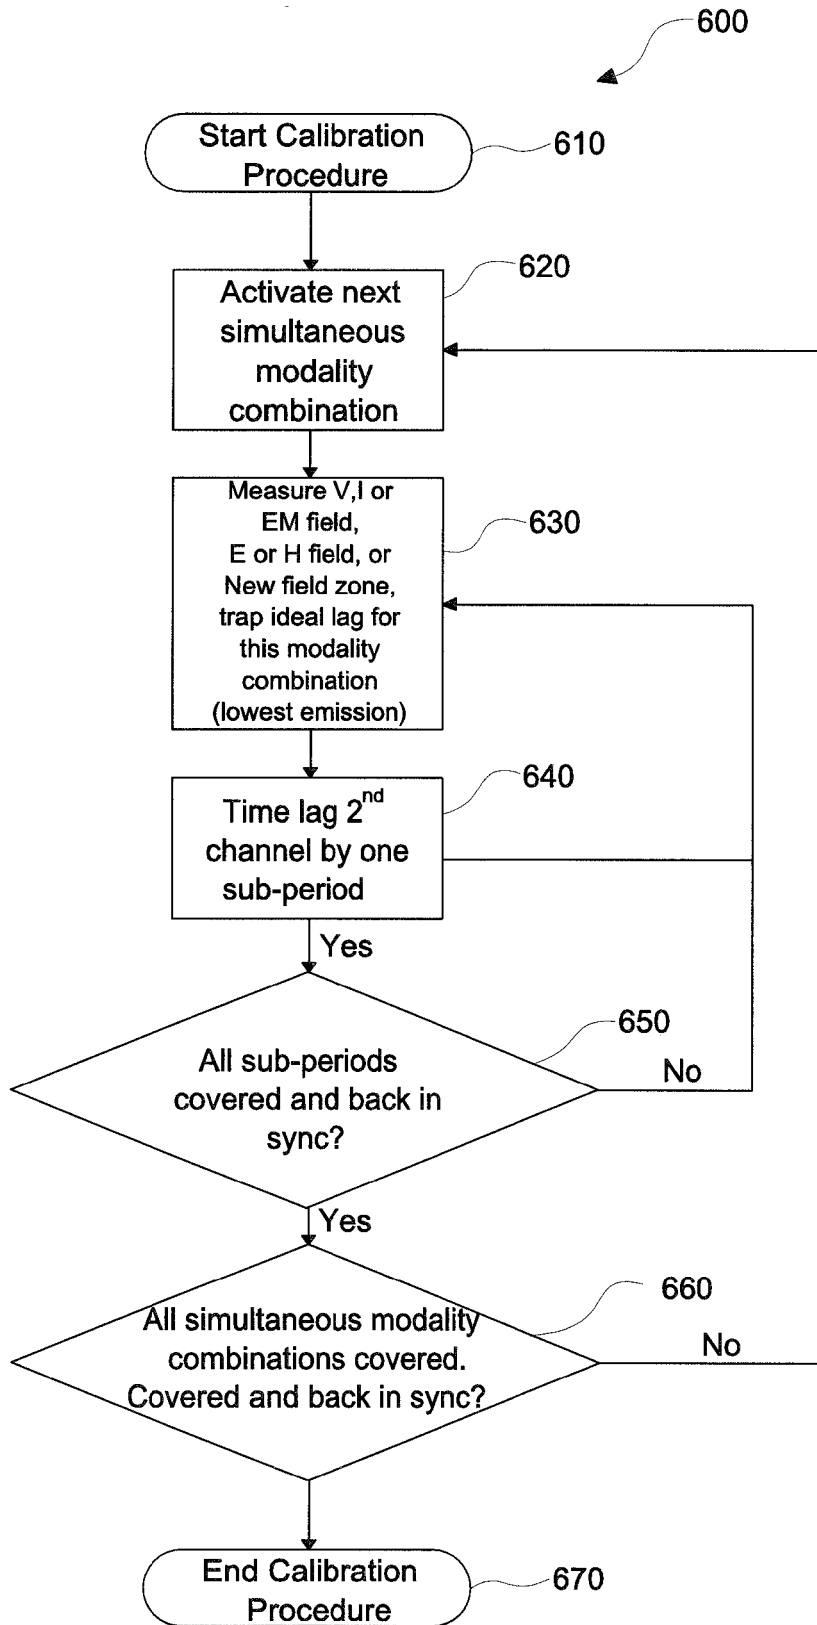 600
Start Calibration
Procedure
610
620
Activate next
simultaneous
modality
combination
Measure V,I or
EM field,
E or H field, or
New field zone,
trap ideal lag for
this modality
combination
(lowest emission)
630
640
Time lag 2nd
channel by one
sub-period
Yes
650
All sub-periods
covered and back in
sync?
No
Yes
660
All simultaneous modality
combinations covered.
Covered and back in sync?
No
End Calibration
Procedure
670